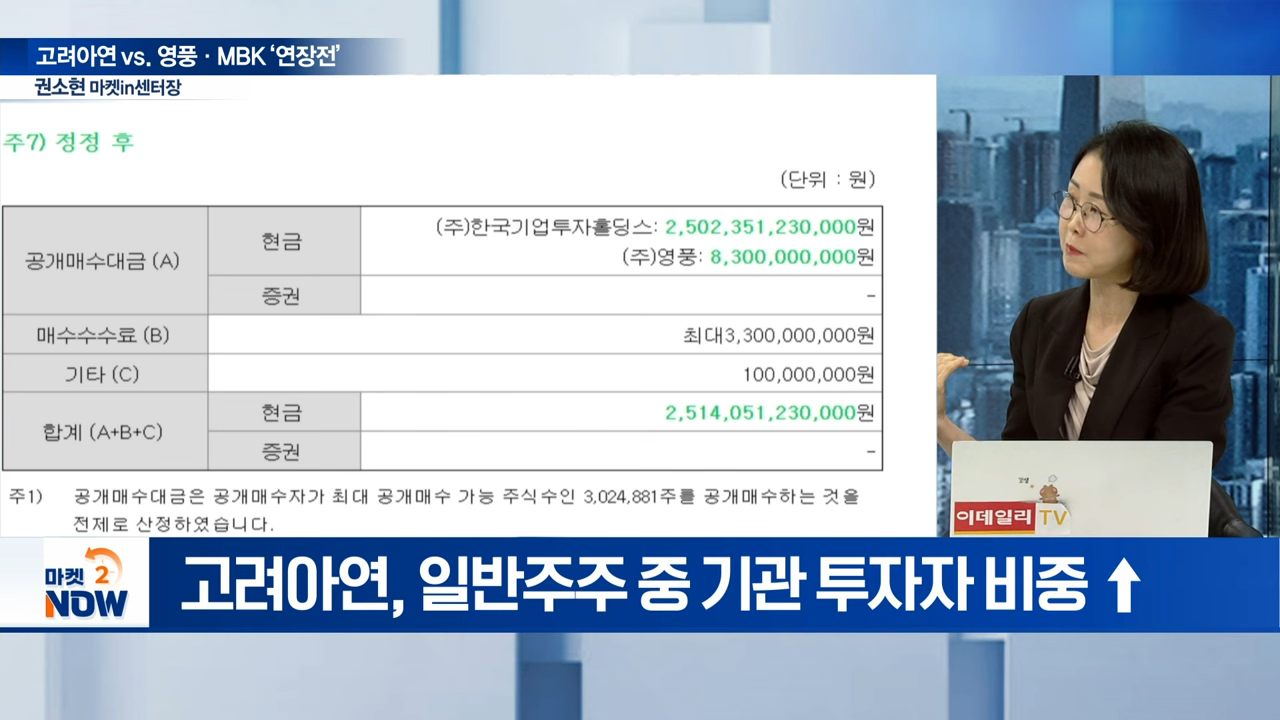 고려아연 vs. 영풍·MBK ‘연장전’
권소현 마켓in센터장
주7) 정정 후
(단위 : 원)
공개매수대금 (A)
현금
(주)한국기업투자홀딩스: 2,502,351,230,000원
(주)영풍: 8,300,000,000원
증권
-
매수수수료 (B)
최대3,300,000,000원
기타 (C)
100,000,000원
합계 (A+B+C)
현금
2,514,051,230,000원
증권
-
주1) 공개매수대금은 공개매수자가 최대 공개매수 가능 주식수인 3,024,881주를 공개매수하는 것을
전제로 산정하였습니다.
이데일리 TV
마켓 2
NOW
고려아연, 일반주주 중 기관 투자자 비중 ↑